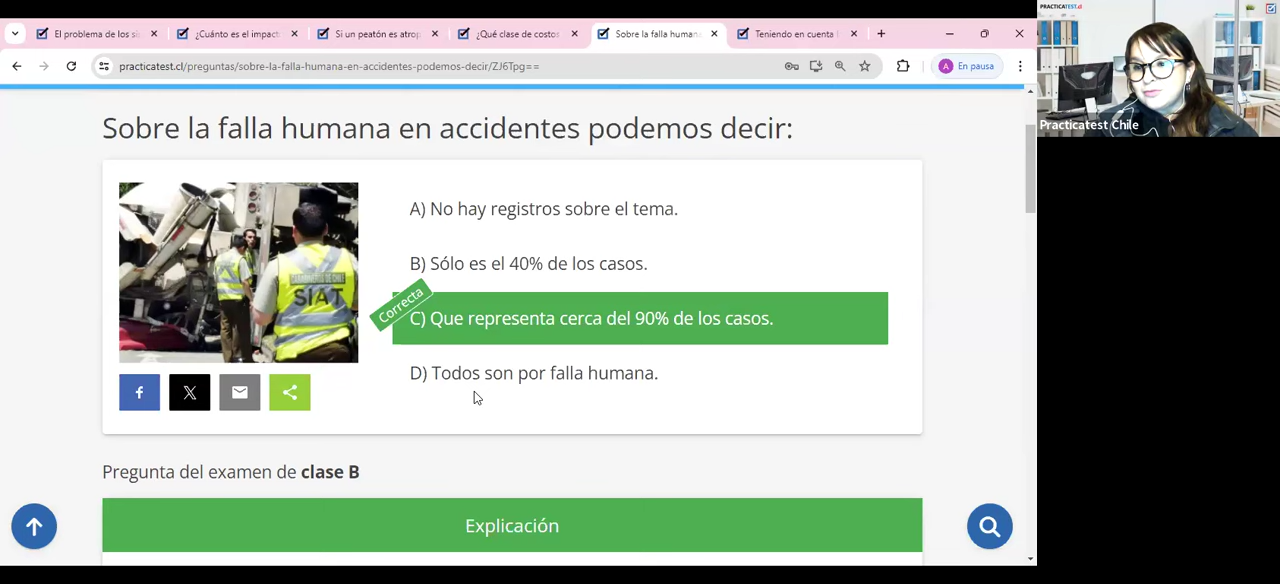 El problema de los si
¿Cuánto es el impact
Si un peatón es atrop
¿Qué clase de costos
Sobre la falla humana
Teniendo en cuenta l
practicatest.cl/preguntas/sobre-la-falla-humana-en-accidentes-podemos-decir/ZJ6Tpg==
A
En pausa
PRACTICATEST.cl
Practicatest Chile
Sobre la falla humana en accidentes podemos decir:
A) No hay registros sobre el tema.
B) Sólo es el 40% de los casos.
Correcta
C) Que representa cerca del 90% de los casos.
D) Todos son por falla humana.
CARABINEROS DE CHILE
SIAT
Pregunta del examen de clase B
Explicación